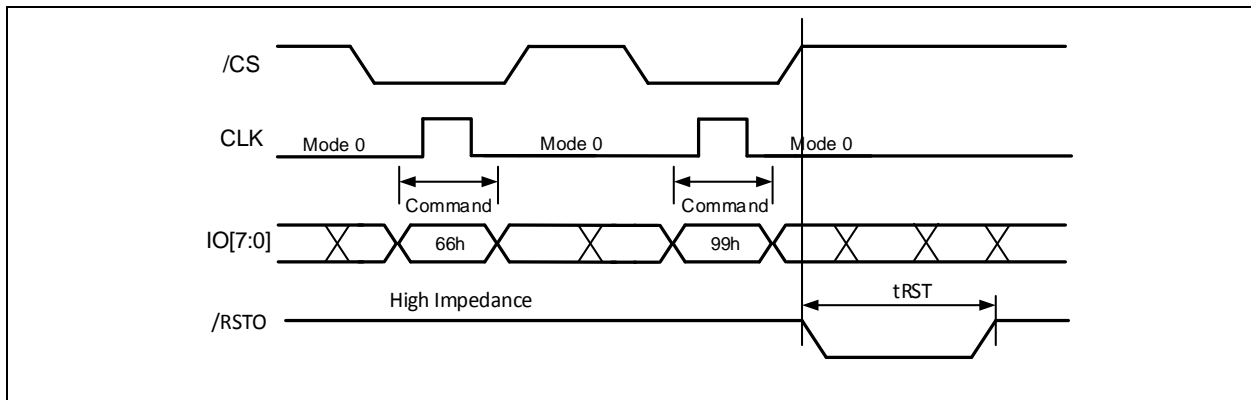 /CS
CLK
Mode 0 Mode 0 Mode 0
Command Command
IO[7:0] 66h 99h
High Impedance tRST
/RSTO